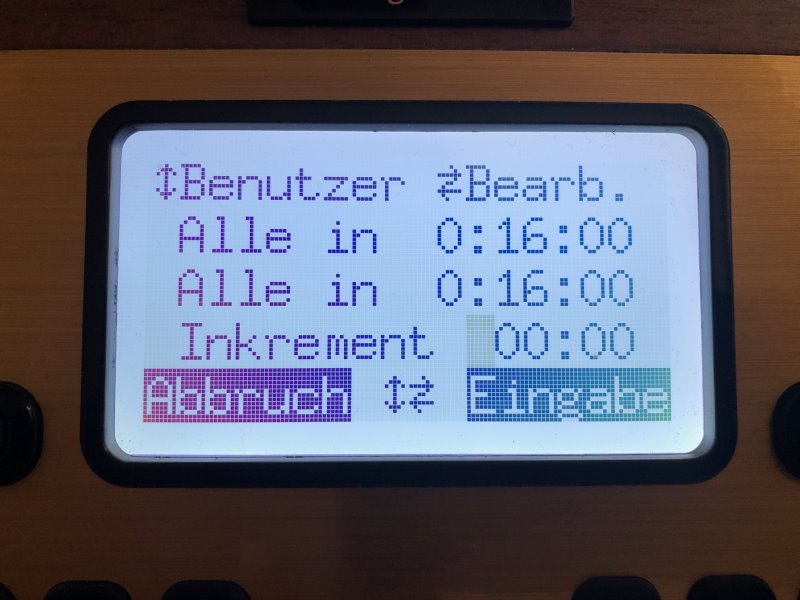 ↕Benutzer ⇄Bearb.
Alle in 0:16:00
Alle in 0:16:00
Inkrement 00:00
Abbruch ↕⇄ Eingabe